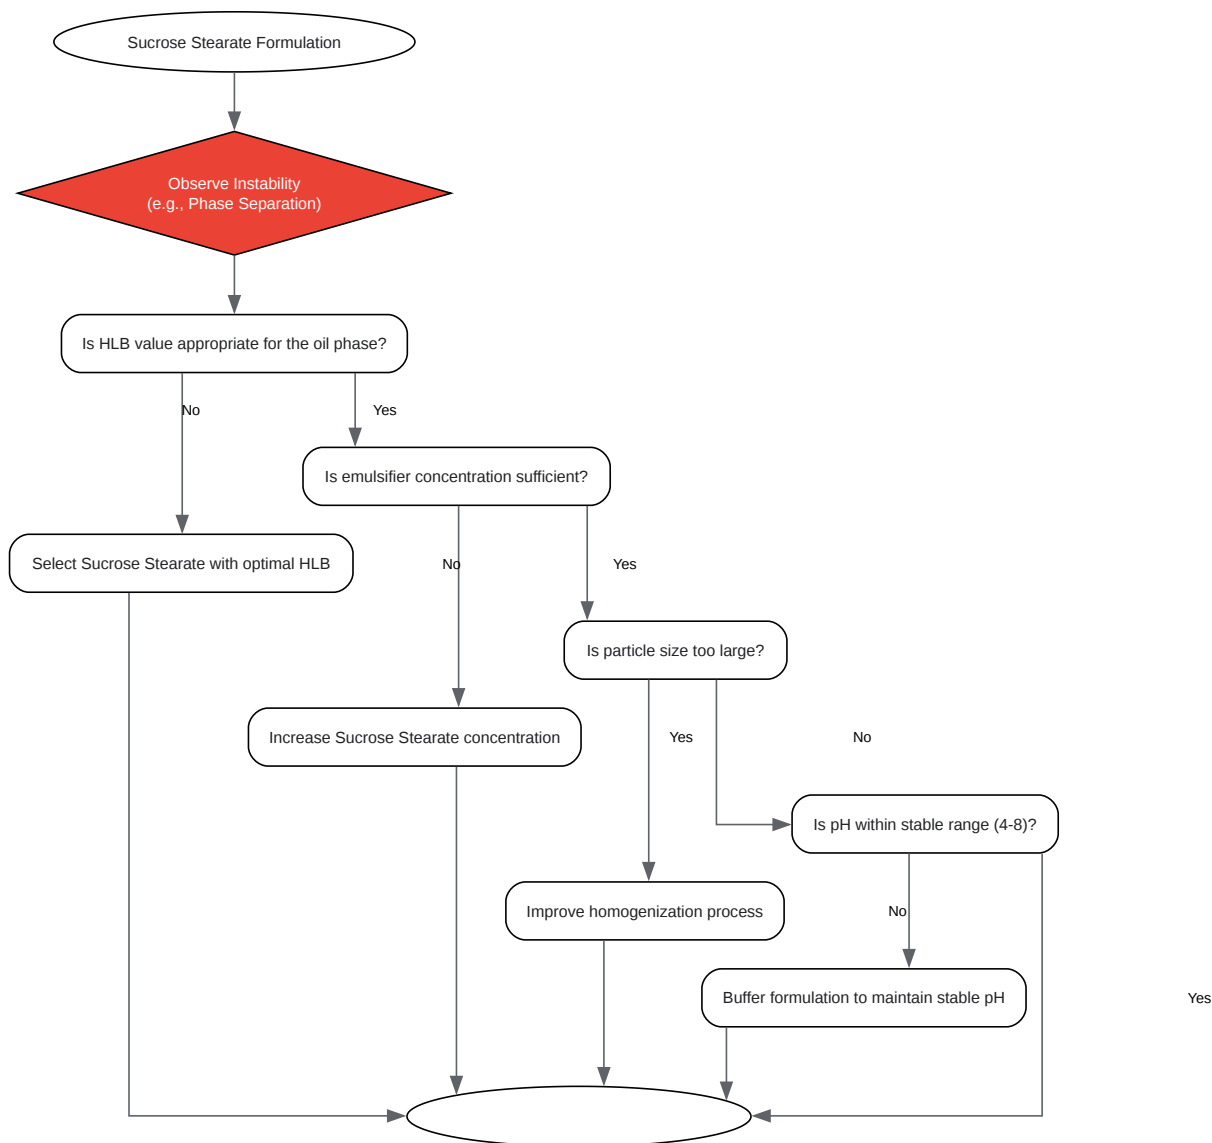 Sucrose Stearate Formulation
Observe Instability
(e.g., Phase Separation)
Is HLB value appropriate for the oil phase?
No
Yes
Is emulsifier concentration sufficient?
Select Sucrose Stearate with optimal HLB
No
Yes
Is particle size too large?
Increase Sucrose Stearate concentration
Yes
No
Is pH within stable range (4-8)?
Improve homogenization process
No
Buffer formulation to maintain stable pH
Yes